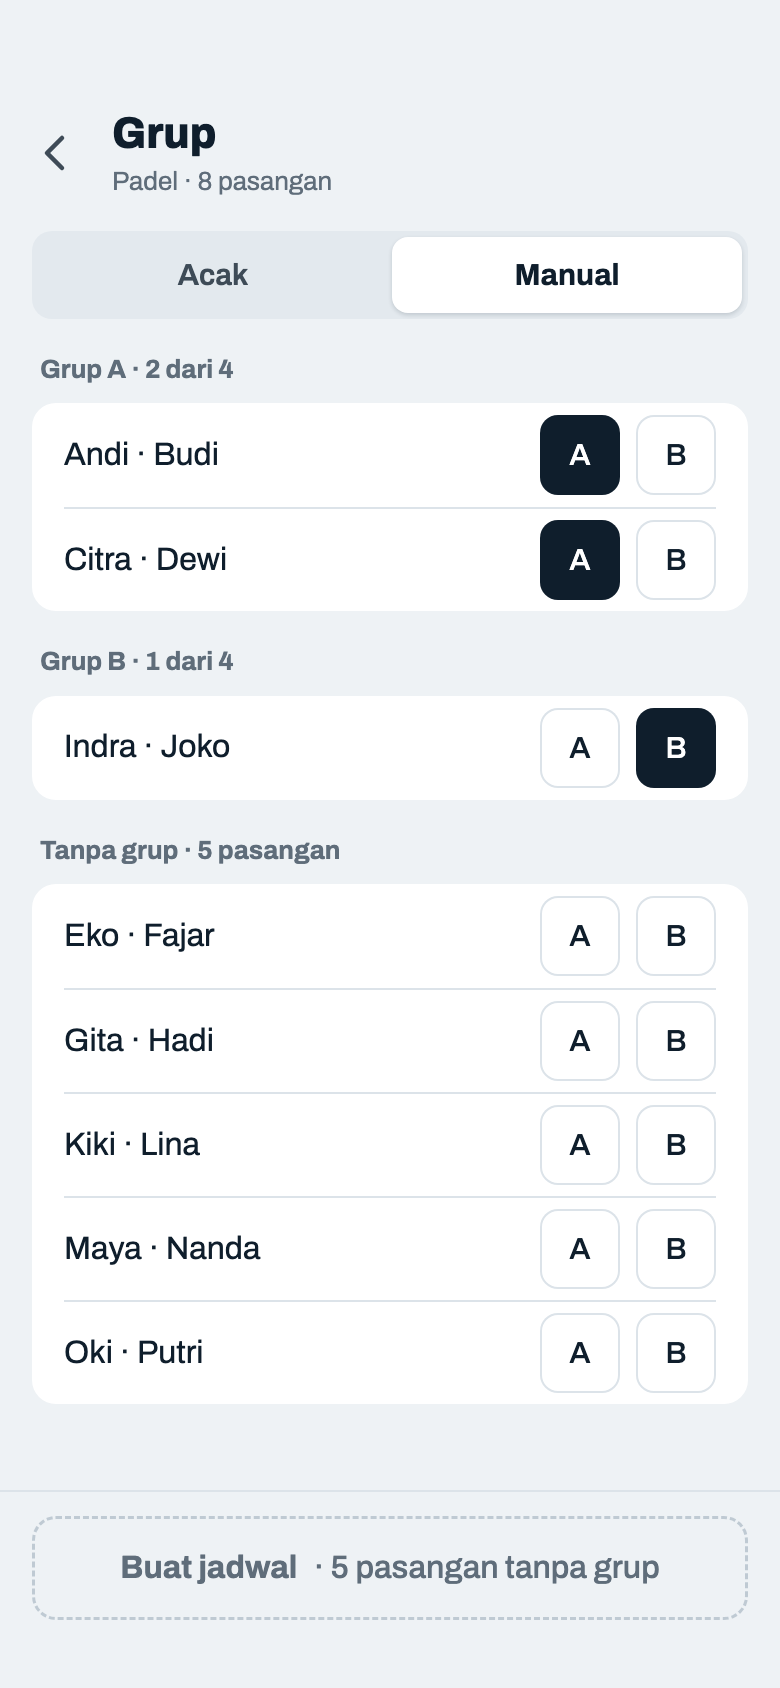 Grup
Padel · 8 pasangan
Acak Manual
Grup A · 2 dari 4
Andi · Budi A B
Citra · Dewi A B
Grup B · 1 dari 4
Indra · Joko A B
Tanpa grup · 5 pasangan
Eko · Fajar A B
Gita · Hadi A B
Kiki · Lina A B
Maya · Nanda A B
Oki · Putri A B
Buat jadwal · 5 pasangan tanpa grup